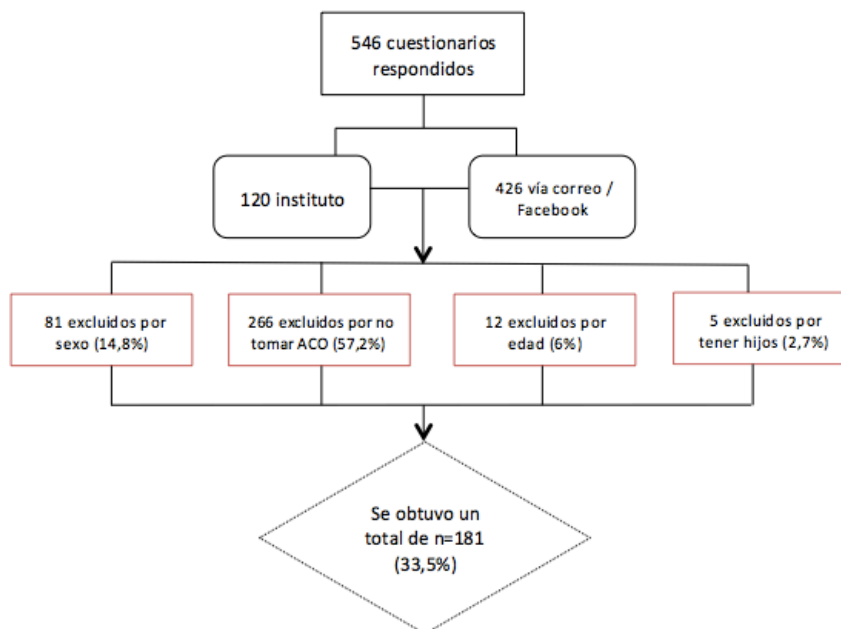 546 cuestionarios
respondidos
120 instituto
426 vía correo /
Facebook
81 excluidos por
sexo (14,8%)
266 excluidos por no
tomar ACO (57,2%)
12 excluidos por
edad (6%)
5 excluidos por
tener hijos (2,7%)
Se obtuvo un
total de n=181
(33,5%)